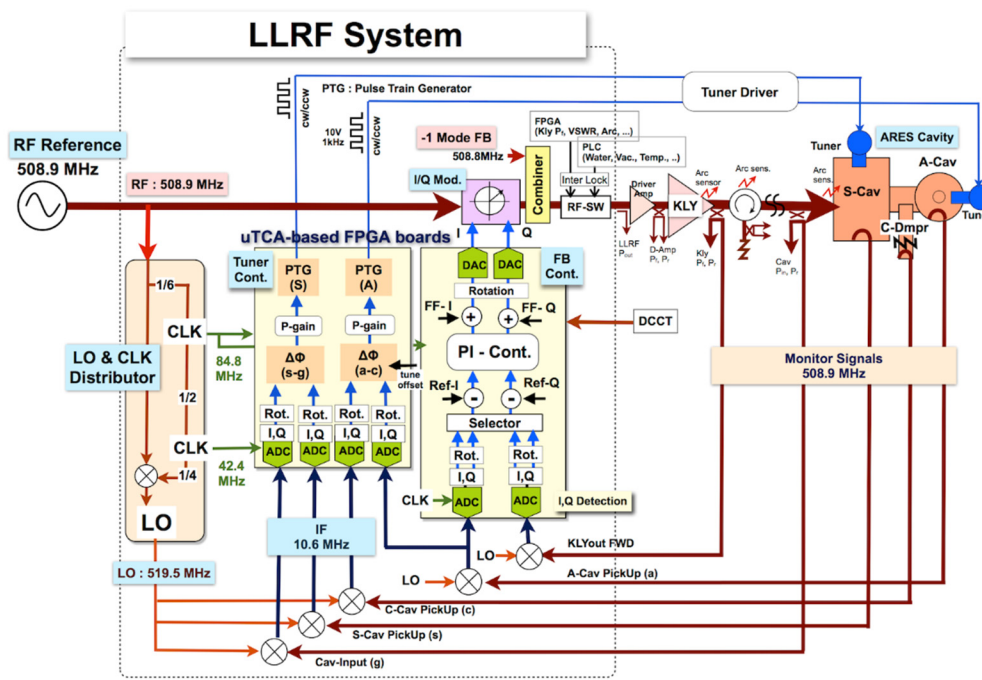 LLRF System
PTG : Pulse Train Generator
cw/ccw
10V
1kHz
cw/ccw
Tuner Driver
RF Reference
508.9 MHz
RF : 508.9 MHz
-1 Mode FB
508.8MHz
Combiner
I/Q Mod.
I
Q
FPGA
(Kly Pf, VSWR, Arc, ...)
PLC
(Water, Vac., Temp., ..)
Inter Lock
RF-SW
Driver
Amp
Arc
sensor
KLY
Arc sens.
Arc
sens.
LLRF
Pout
D-Amp
Pf, Pr
Kly
Pf, Pr
Cav
Pin, Pr
Tuner
ARES Cavity
A-Cav
S-Cav
Tun
C-Dmpr
uTCA-based FPGA boards
Tuner
Cont.
PTG
(S)
PTG
(A)
P-gain
P-gain
ΔΦ
(s-g)
ΔΦ
(a-c)
tune
offset
Rot.
Rot.
Rot.
Rot.
I,Q
I,Q
I,Q
I,Q
ADC
ADC
ADC
ADC
FB
Cont.
DAC
DAC
Rotation
FF- I
+
+
FF- Q
PI - Cont.
Ref-I
-
-
Ref-Q
Selector
Rot.
Rot.
I,Q
I,Q
CLK
ADC
ADC
I,Q Detection
DCCT
Monitor Signals
508.9 MHz
1/6
CLK
84.8
MHz
LO & CLK
Distributor
1/2
CLK
42.4
MHz
1/4
LO
LO : 519.5 MHz
IF
10.6 MHz
LO
KLYout FWD
LO
A-Cav PickUp (a)
C-Cav PickUp (c)
S-Cav PickUp (s)
Cav-Input (g)